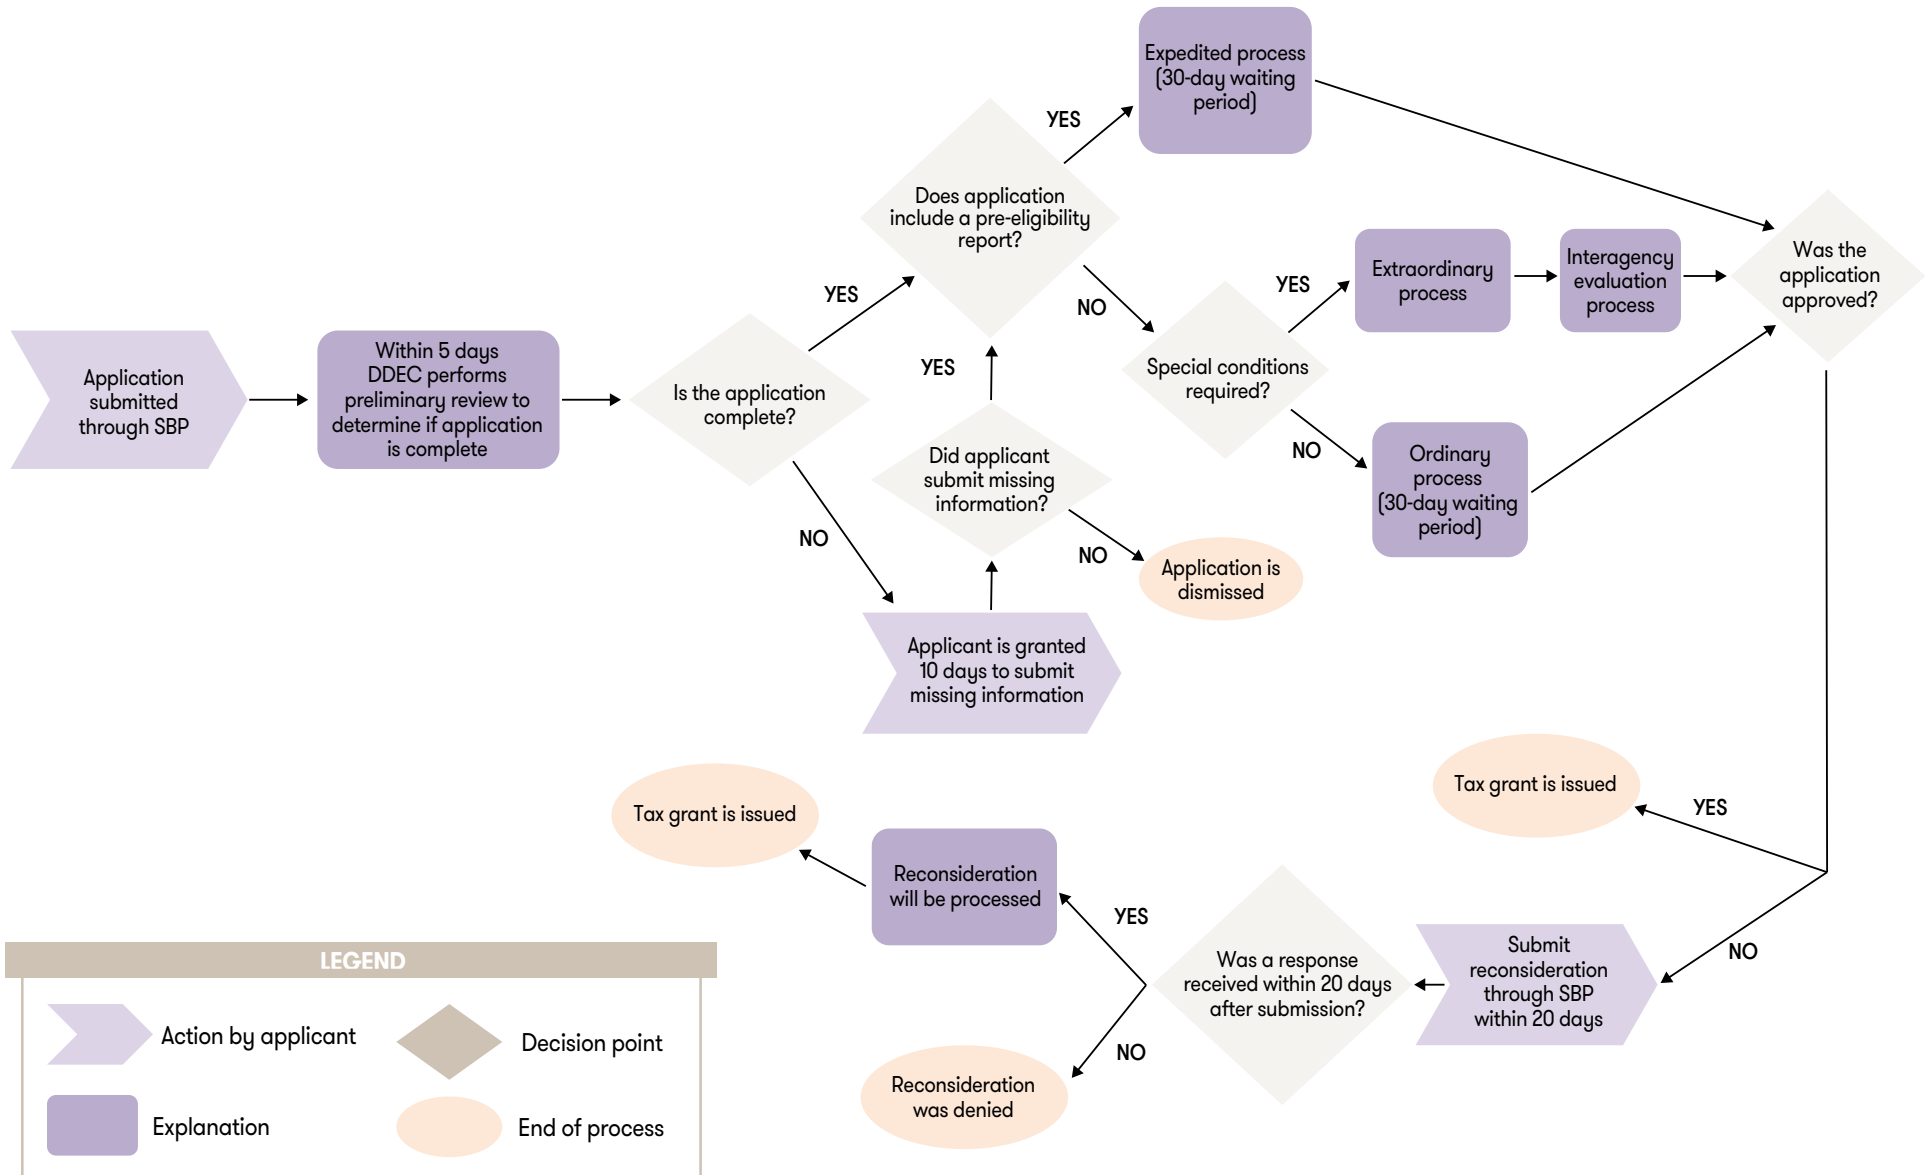 Application
submitted
through SBP
Within 5 days
DDEC performs
preliminary review to
determine if application
is complete
Is the application
complete?
YES
NO
Does application
include a pre-eligibility
report?
YES
NO
Expedited process
(30-day waiting
period)
Did applicant
submit missing
information?
YES
NO
Application is
dismissed
Applicant is granted
10 days to submit
missing information
Special conditions
required?
YES
NO
Extraordinary
process
Interagency
evaluation
process
Ordinary
process
(30-day waiting
period)
Was the
application
approved?
YES
Tax grant is issued
NO
Submit
reconsideration
through SBP
within 20 days
Was a response
received within 20 days
after submission?
YES
Reconsideration
will be processed
Tax grant is issued
NO
Reconsideration
was denied
LEGEND
Action by applicant
Decision point
Explanation
End of process